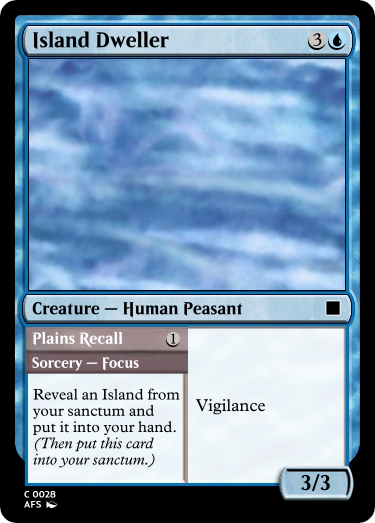 Island Dweller 3
Creature — Human Peasant
Plains Recall 1
Sorcery — Focus
Reveal an Island from
your sanctum and
put it into your hand.
(Then put this card
into your sanctum.)
Vigilance
3/3
C 0028
AFS